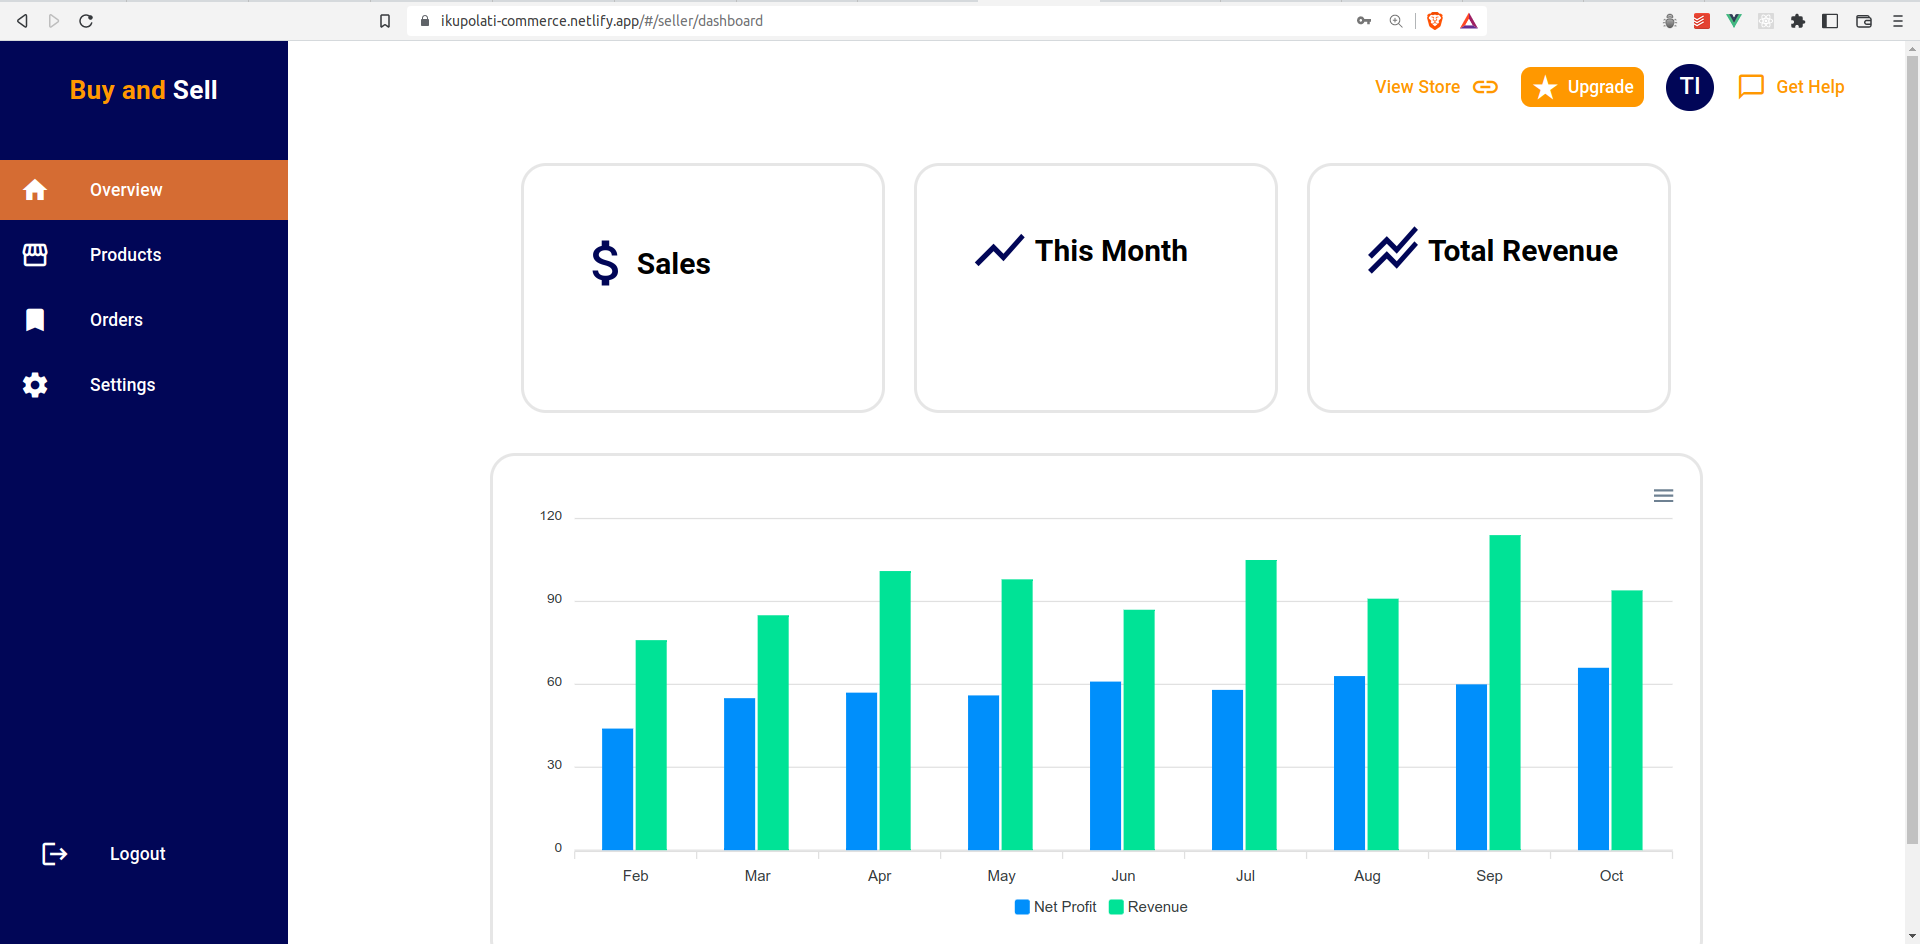 ikupolati-commerce.netlify.app/#/seller/dashboard
Buy and Sell
View Store
Upgrade
TI
Get Help
Overview
Products
Orders
Settings
Logout
$ Sales
This Month
Total Revenue
120
90
60
30
0
Feb Mar Apr May Jun Jul Aug Sep Oct
Net Profit Revenue